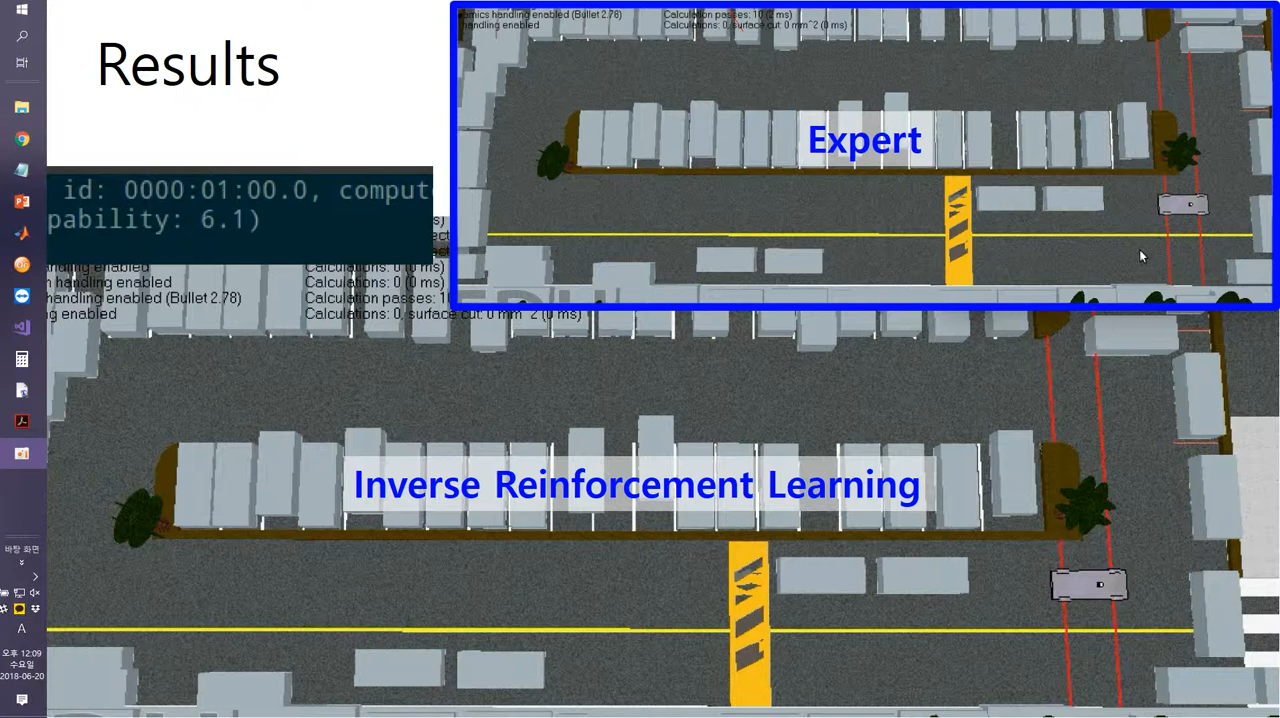 Results
amics handling enabled (Bullet 2.78)
Calculation passes: 10 (2 ms)
handling enabled
Calculations: 0, surface cut: 0 mm^2 (0 ms)
Expert
id: 0000:01:00.0, comput
pability: 6.1)
andling enabled
Calculations: 0 (0 ms)
n handling enabled
Calculations: 0 (0 ms)
handling enabled (Bullet 2.78)
Calculation passes: 1
g enabled
Calculations: 0, surface cut: 0 mm^2 (0 ms)
Inverse Reinforcement Learning
바탕 화면
A
오후 12:09
수요일
2018-06-20